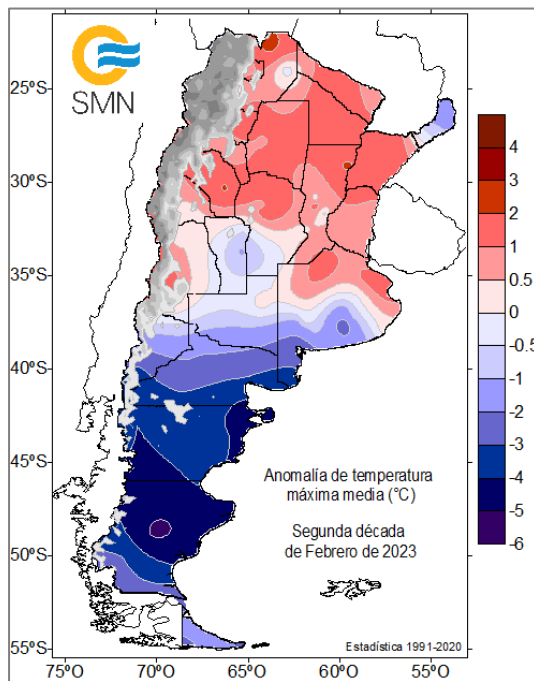 SMN
25°S
30°S
35°S
40°S
45°S
50°S
55°S
75°O
70°O
65°O
60°O
55°O
4
3
2
1
0.5
0
-0.5
-1
-2
-3
-4
-5
-6
Anomalía de temperatura
máxima media (°C)
Segunda década
de Febrero de 2023
Estadística 1991-2020